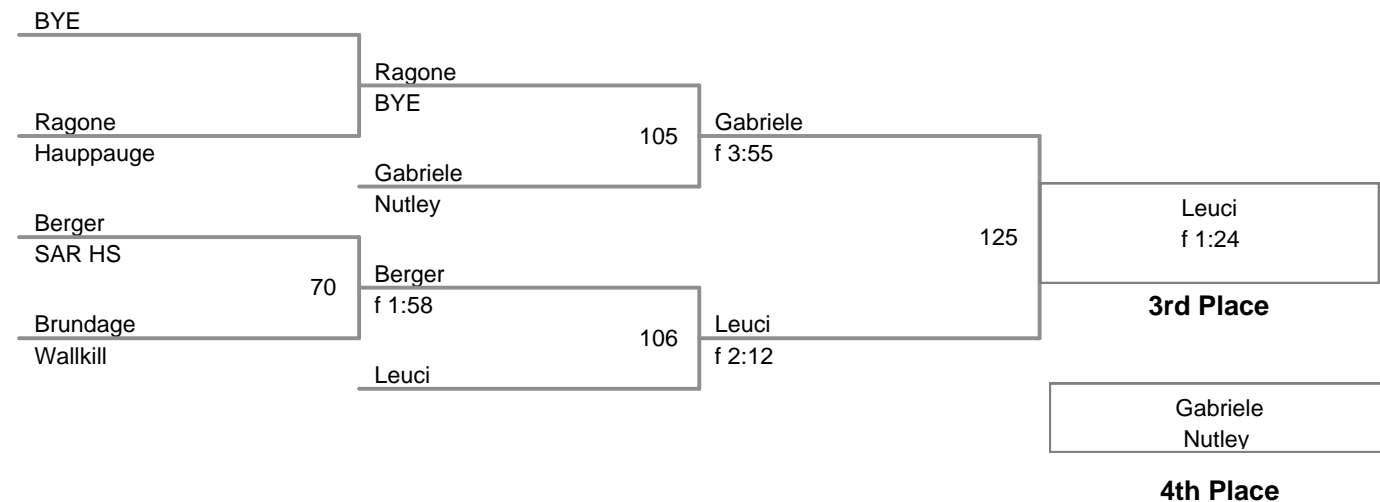 BYE
Ragone
Hauppauge
Berger
SAR HS
70
Brundage
Wallkill
Ragone
BYE
105
Gabriele
Nutley
Berger
f 1:58
106
Leuci
Gabriele
f 3:55
125
Leuci
f 2:12
Leuci
f 1:24
3rd Place
Gabriele
Nutley
4th Place